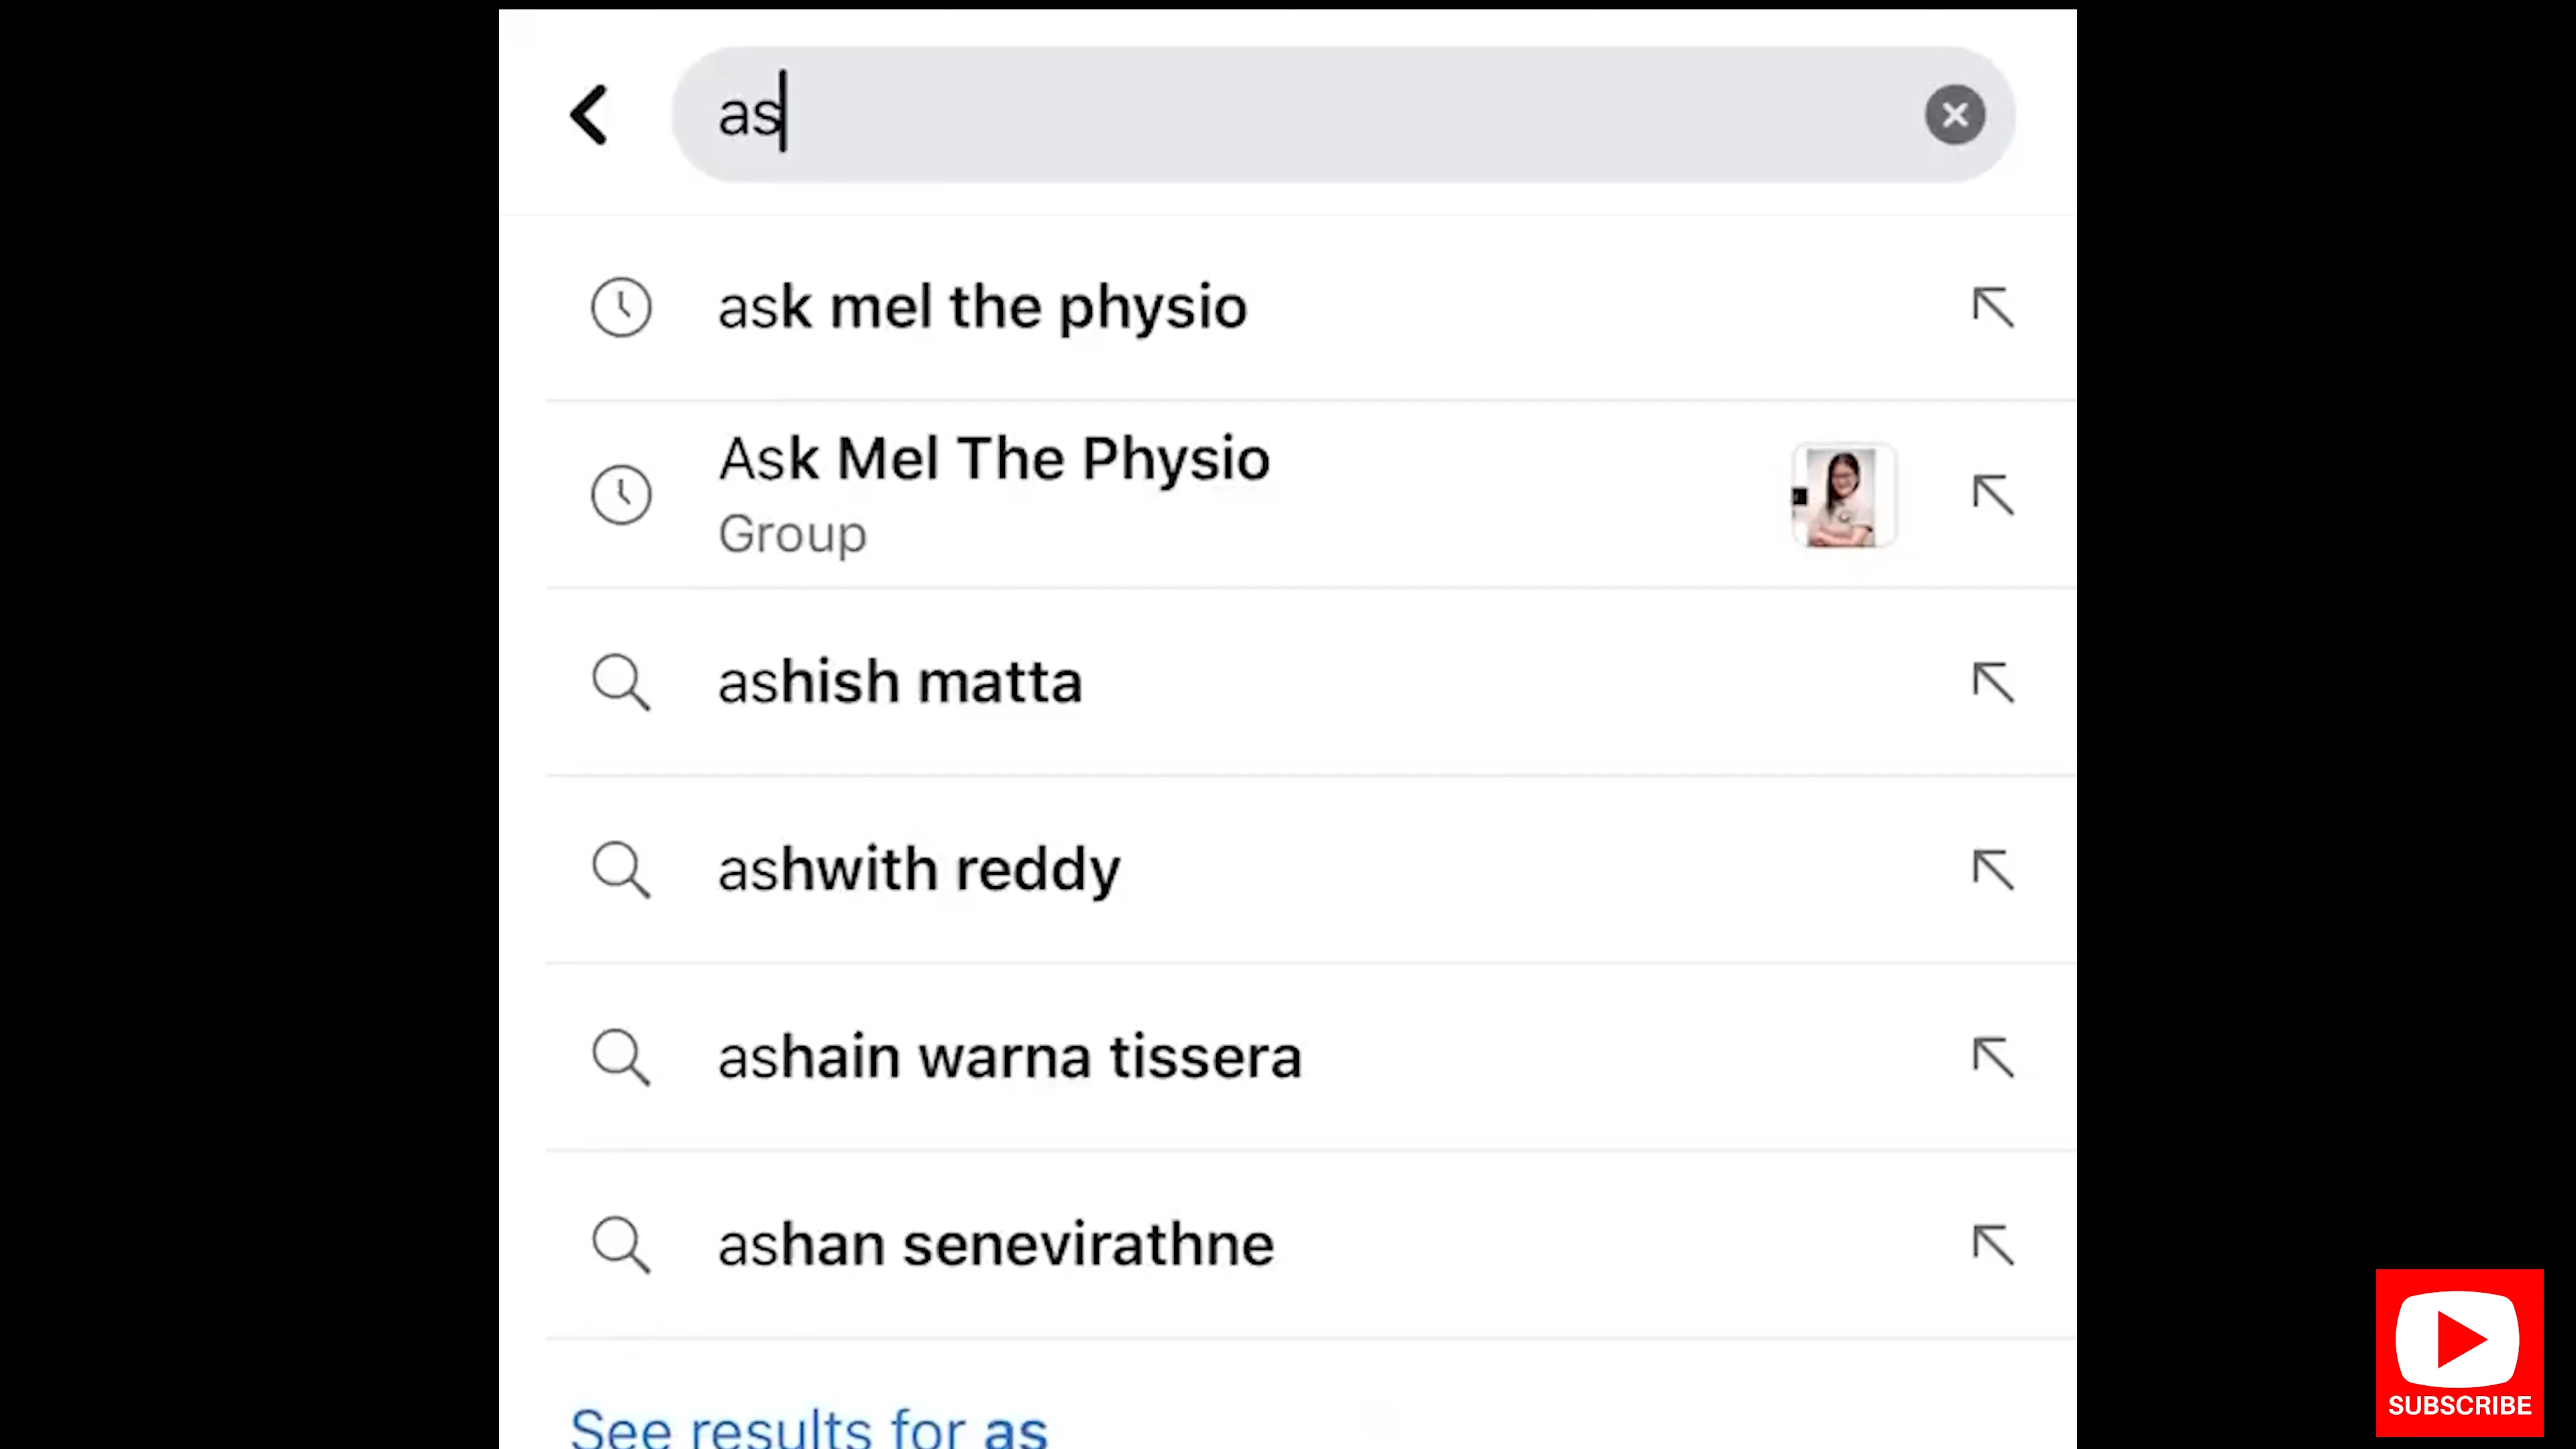 as
ask mel the physio
Ask Mel The Physio
Group
ashish matta
ashwith reddy
ashain warna tissera
ashan senevirathne
See results for as
SUBSCRIBE